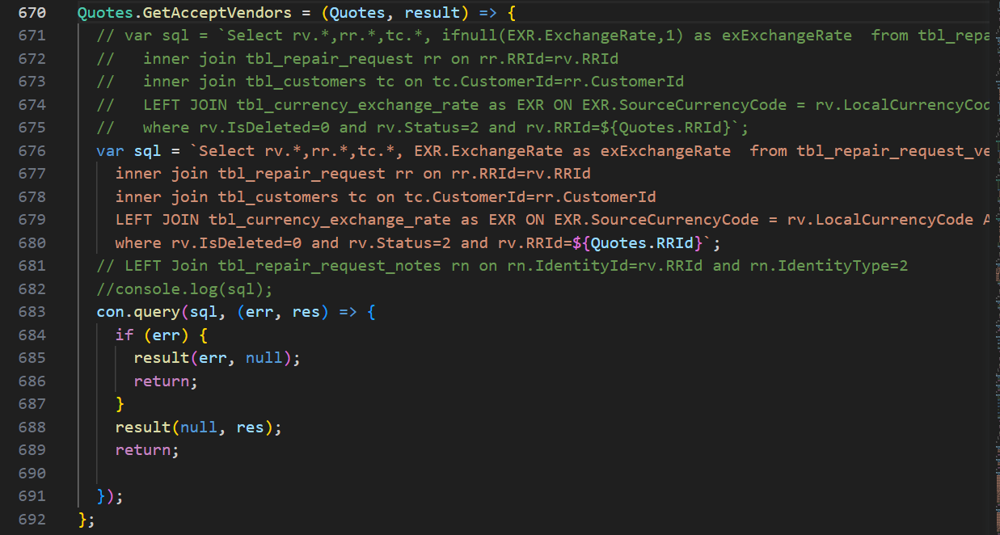 670 Quotes.GetAcceptVendors = (Quotes, result) => {
671 // var sql = `Select rv.*,rr.*,tc.*, ifnull(EXR.ExchangeRate,1) as exExchangeRate  from tbl_repa
672 //   inner join tbl_repair_request rr on rr.RRId=rv.RRId
673 //   inner join tbl_customers tc on tc.CustomerId=rr.CustomerId
674 //   LEFT JOIN tbl_currency_exchange_rate as EXR ON EXR.SourceCurrencyCode = rv.LocalCurrencyCod
675 //   where rv.IsDeleted=0 and rv.Status=2 and rv.RRId=${Quotes.RRId}`;
676 var sql = `Select rv.*,rr.*,tc.*, EXR.ExchangeRate as exExchangeRate  from tbl_repair_request_ve
677 inner join tbl_repair_request rr on rr.RRId=rv.RRId
678 inner join tbl_customers tc on tc.CustomerId=rr.CustomerId
679 LEFT JOIN tbl_currency_exchange_rate as EXR ON EXR.SourceCurrencyCode = rv.LocalCurrencyCode A
680 where rv.IsDeleted=0 and rv.Status=2 and rv.RRId=${Quotes.RRId}`;
681 // LEFT Join tbl_repair_request_notes rn on rn.IdentityId=rv.RRId and rn.IdentityType=2
682 //console.log(sql);
683 con.query(sql, (err, res) => {
684 if (err) {
685 result(err, null);
686 return;
687 }
688 result(null, res);
689 return;
690
691 });
692 };